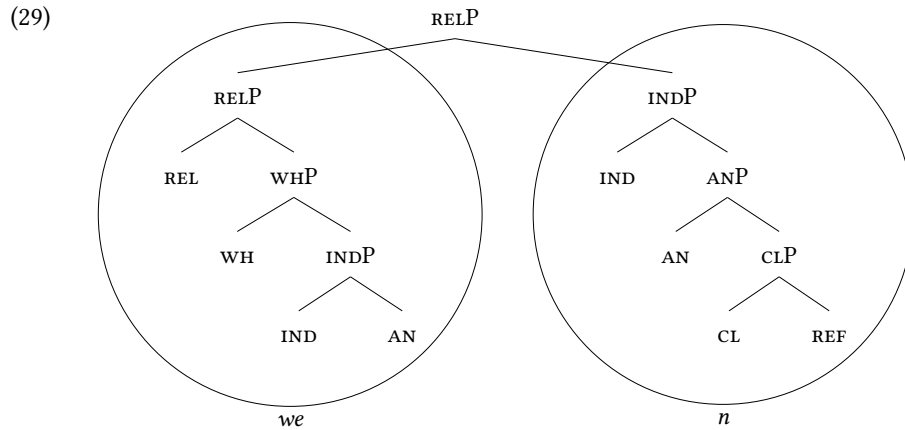 (29)
RELP
RELP INDP
REL WHP IND ANP
WH INDP AN CLP
IND AN CL REF
we n